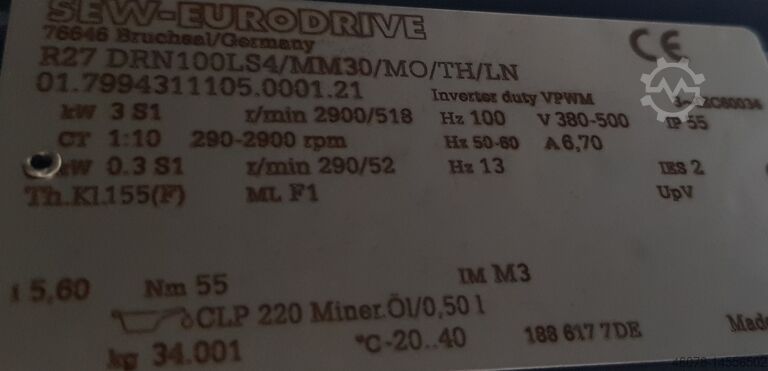 SEW-EURODRIVE
76646 Bruchsal/Germany
R27 DRN100LS4/MM30/MO/TH/LN
01.7994311105.0001.21 Inverter duty VPWM
kW 3 S1 r/min 2900/518 Hz 100 V 380-500 IP 55
CT 1:10 290-2900 rpm Hz 50-60 A 6,70
kW 0.3 S1 r/min 290/52 Hz 13 IES 2
Th.Kl.155(F) ML F1 UpV
i 5,60 Nm 55 IM M3
CLP 220 Miner.Öl/0,50 l
kg 34.001 °C -20..40 188 617 7DE Made
46078-14556502